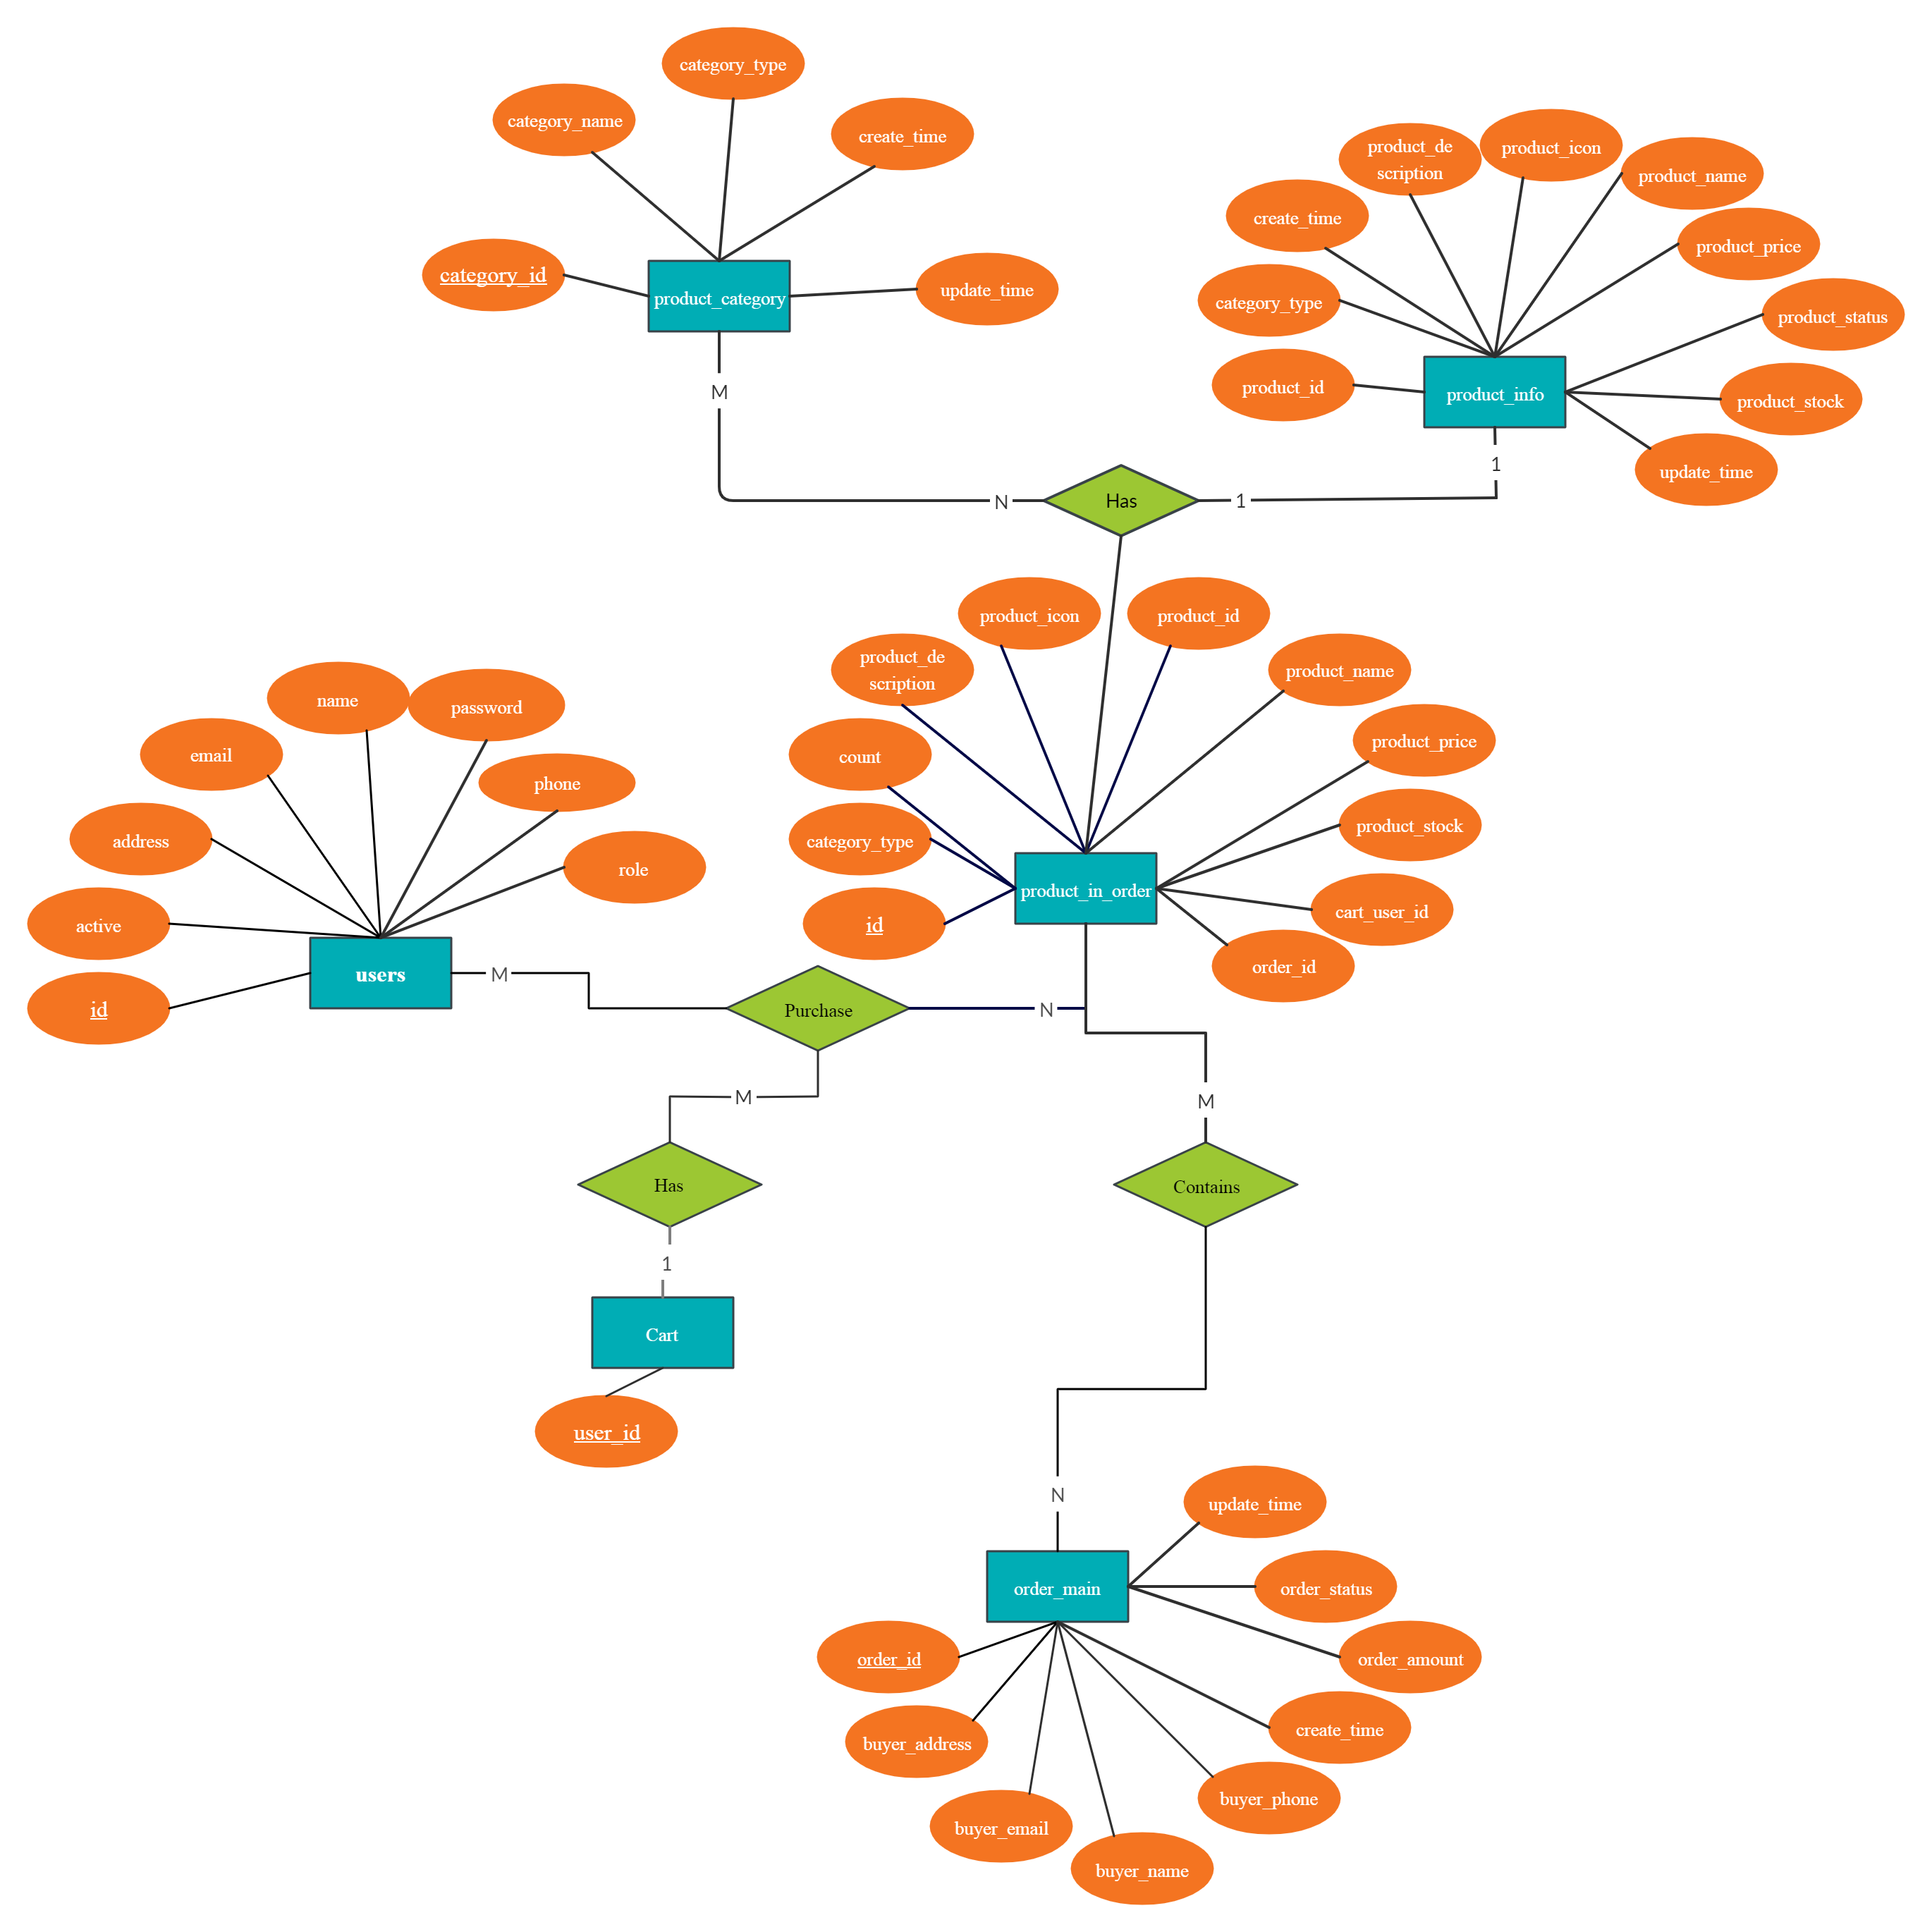 category_type
category_name
create_time
category_id
product_category
update_time
M
N
Has
1
1
product_de
scription
product_icon
product_name
create_time
product_price
category_type
product_status
product_id
product_info
product_stock
update_time
product_icon
product_id
product_de
scription
product_name
count
product_price
category_type
product_stock
id
product_in_order
cart_user_id
order_id
name
password
email
phone
address
role
active
users
id
M
Purchase
N
M
M
Has
Contains
1
Cart
user_id
N
update_time
order_main
order_status
order_id
order_amount
buyer_address
create_time
buyer_phone
buyer_email
buyer_name